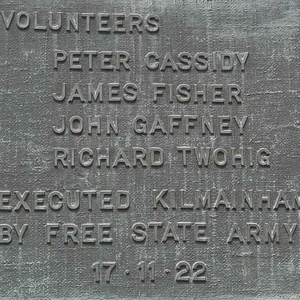 VOLUNTEERS
PETER CASSIDY
JAMES FISHER
JOHN GAFFNEY
RICHARD TWOHIG
EXECUTED KILMAINHAM
BY FREE STATE ARMY
17·11·22